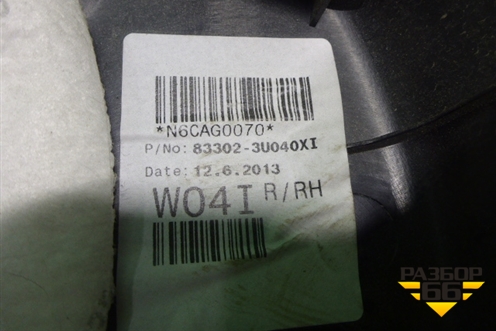 *N6CAG0070*
P/No: 83302-3U040XI
Date: 12.6.2013
W04I R/RH
РАЗБОР
66